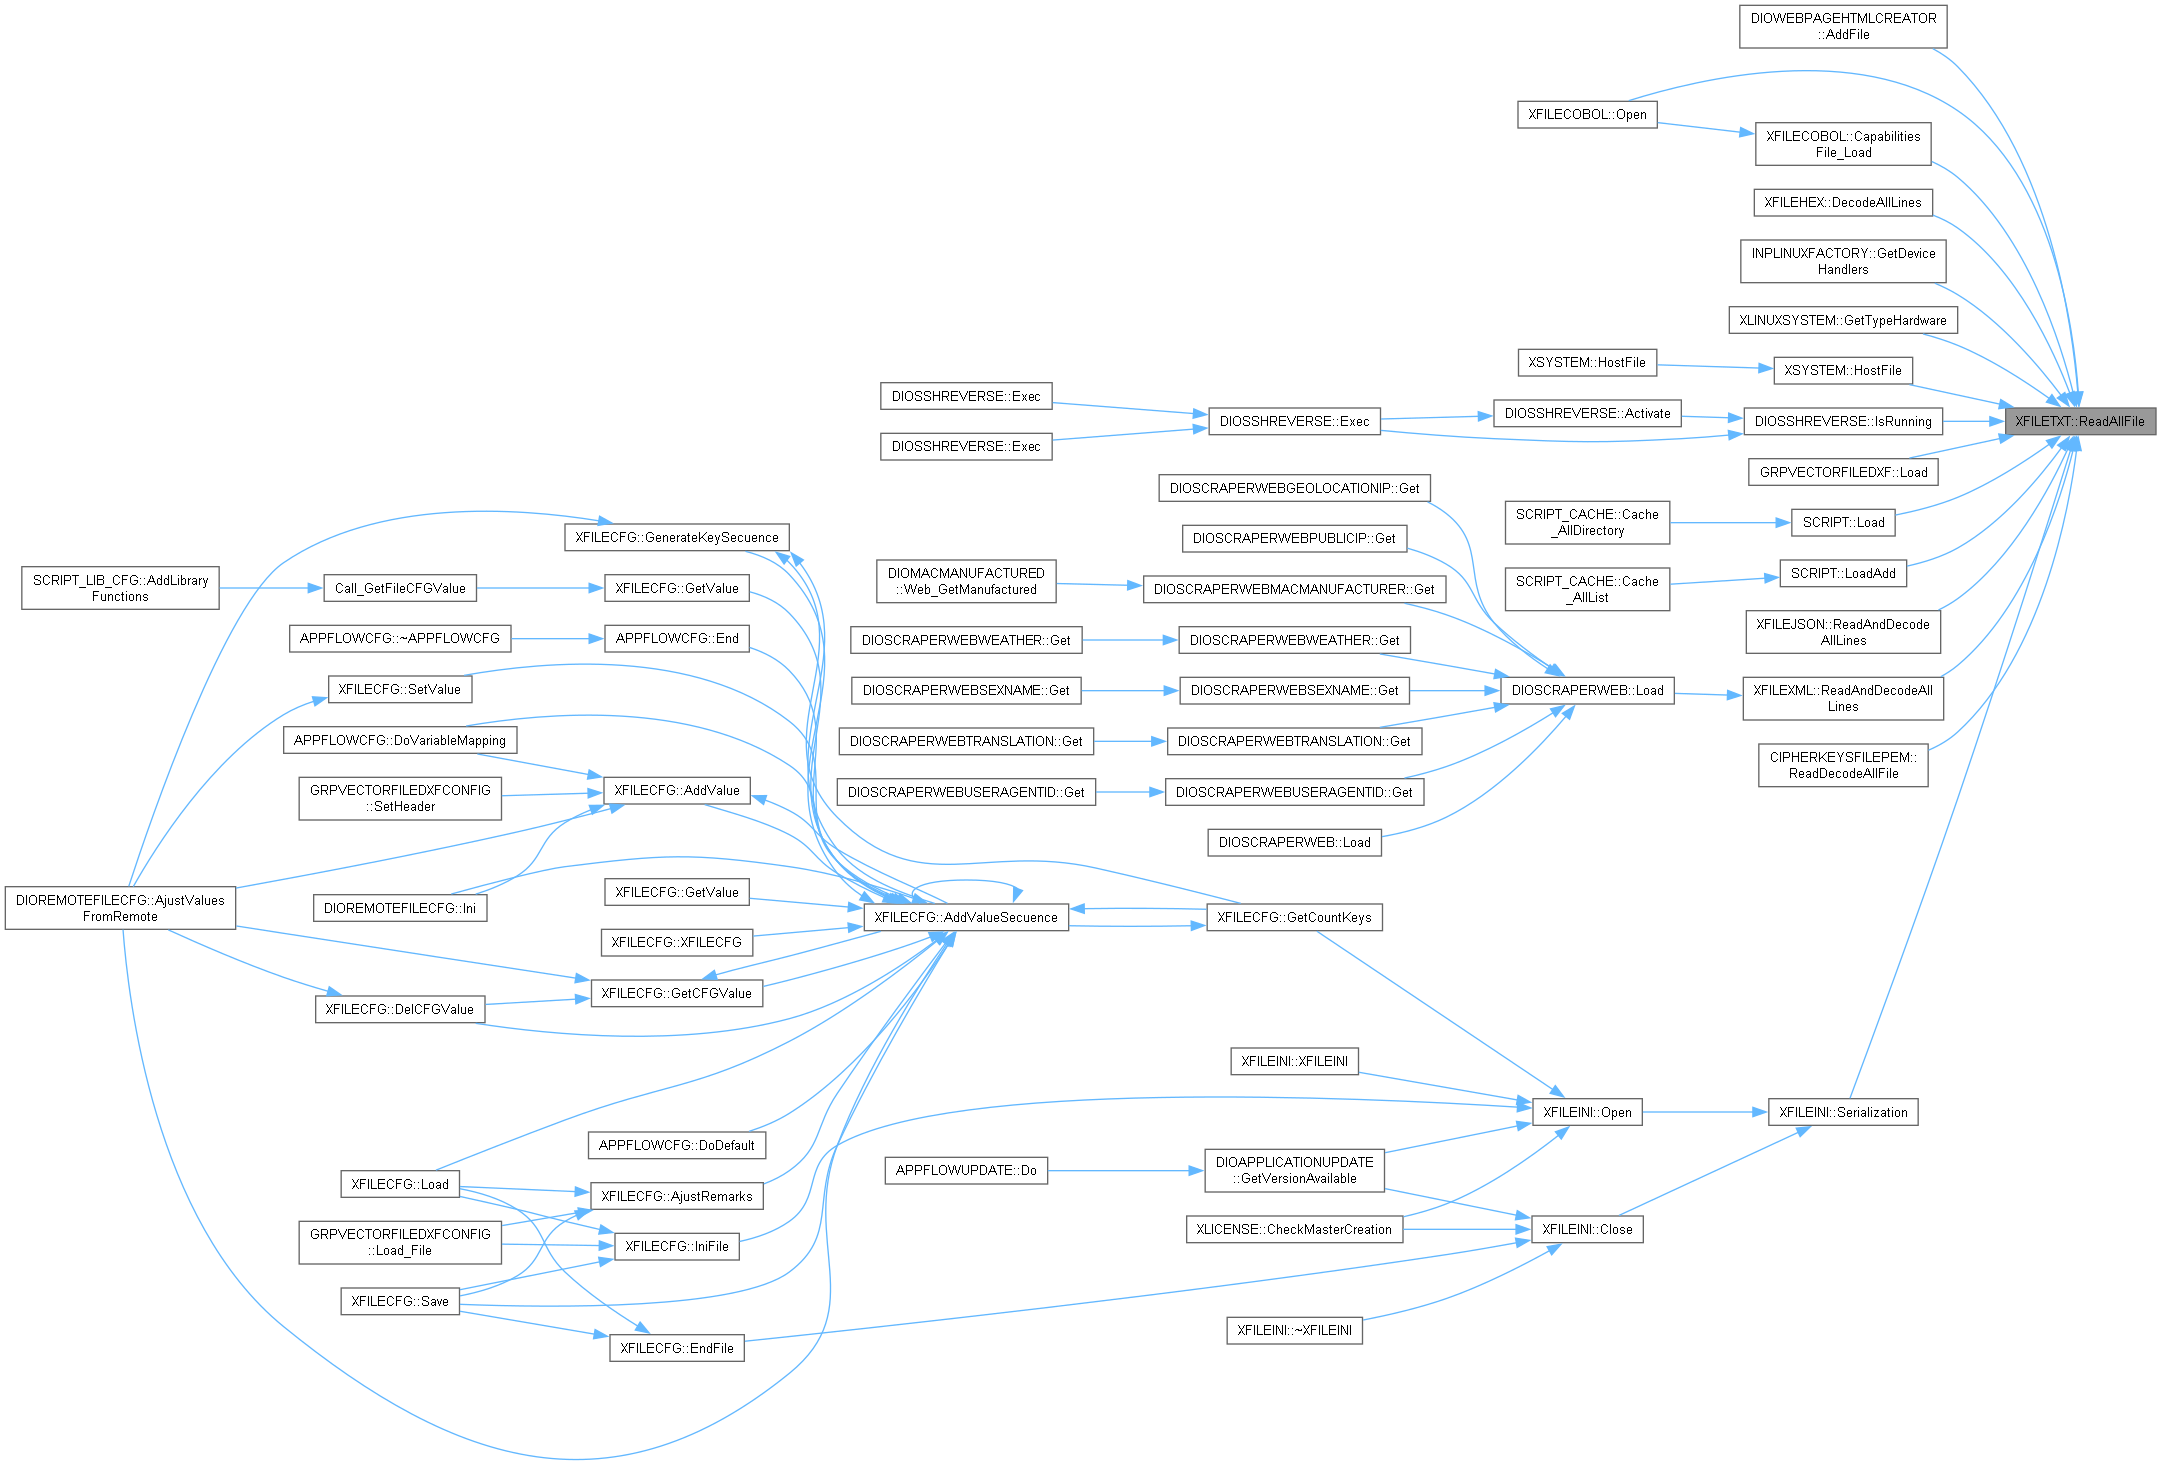 DIOWEBPAGEHTMLCREATOR
::AddFile
XFILECOBOL::Open
XFILECOBOL::Capabilities
File_Load
XFILEHEX::DecodeAllLines
INPLINUXFACTORY::GetDevice
Handlers
XLINUXSYSTEM::GetTypeHardware
XSYSTEM::HostFile
XSYSTEM::HostFile
DIOSSHREVERSE::Exec
DIOSSHREVERSE::Exec
DIOSSHREVERSE::Activate
DIOSSHREVERSE::IsRunning
XFILETXT::ReadAllFile
DIOSSHREVERSE::Exec
GRPVECTORFILEDXF::Load
DIOSCRAPERWEBGEOLOCATIONIP::Get
SCRIPT_CACHE::Cache
_AllDirectory
SCRIPT::Load
XFILECFG::GenerateKeySecuence
DIOSCRAPERWEBPUBLICIP::Get
SCRIPT_LIB_CFG::AddLibrary
Functions
Call_GetFileCFGValue
XFILECFG::GetValue
DIOMACMANUFACTURED
::Web_GetManufactured
DIOSCRAPERWEBMACMANUFACTURER::Get
SCRIPT_CACHE::Cache
_AllList
SCRIPT::LoadAdd
APPFLOWCFG::~APPFLOWCFG
APPFLOWCFG::End
DIOSCRAPERWEBWEATHER::Get
DIOSCRAPERWEBWEATHER::Get
XFILEJSON::ReadAndDecode
AllLines
XFILECFG::SetValue
DIOSCRAPERWEBSEXNAME::Get
DIOSCRAPERWEBSEXNAME::Get
DIOSCRAPERWEB::Load
XFILEXML::ReadAndDecodeAll
Lines
APPFLOWCFG::DoVariableMapping
DIOSCRAPERWEBTRANSLATION::Get
DIOSCRAPERWEBTRANSLATION::Get
CIPHERKEYSFILEPEM::
ReadDecodeAllFile
GRPVECTORFILEDXFCONFIG
::SetHeader
XFILECFG::AddValue
DIOSCRAPERWEBUSERAGENTID::Get
DIOSCRAPERWEBUSERAGENTID::Get
DIOSCRAPERWEB::Load
DIOREMOTEFILECFG::AjustValues
FromRemote
DIOREMOTEFILECFG::Ini
XFILECFG::GetValue
XFILECFG::AddValueSecuence
XFILECFG::GetCountKeys
XFILECFG::XFILECFG
XFILECFG::DelCFGValue
XFILECFG::GetCFGValue
XFILEINI::XFILEINI
XFILEINI::Open
XFILEINI::Serialization
APPFLOWCFG::DoDefault
APPFLOWUPDATE::Do
DIOAPPLICATIONUPDATE
::GetVersionAvailable
XFILECFG::Load
XFILECFG::AjustRemarks
XLICENSE::CheckMasterCreation
XFILEINI::Close
GRPVECTORFILEDXFCONFIG
::Load_File
XFILECFG::IniFile
XFILECFG::Save
XFILEINI::~XFILEINI
XFILECFG::EndFile